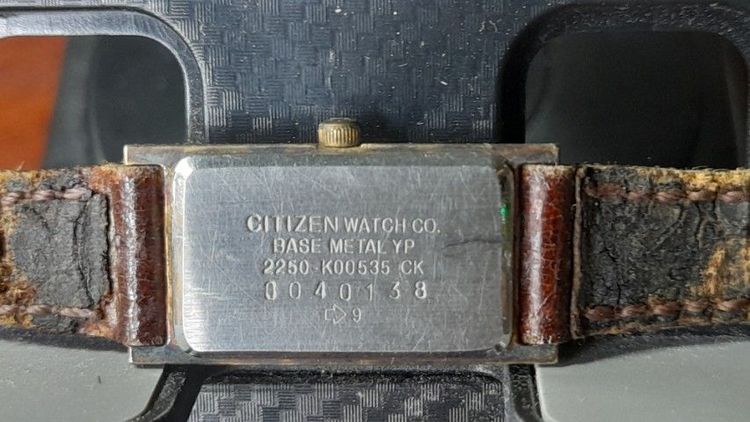 CITIZEN WATCH CO.
BASE METAL YP
2250-K00535 CK
0040138
9